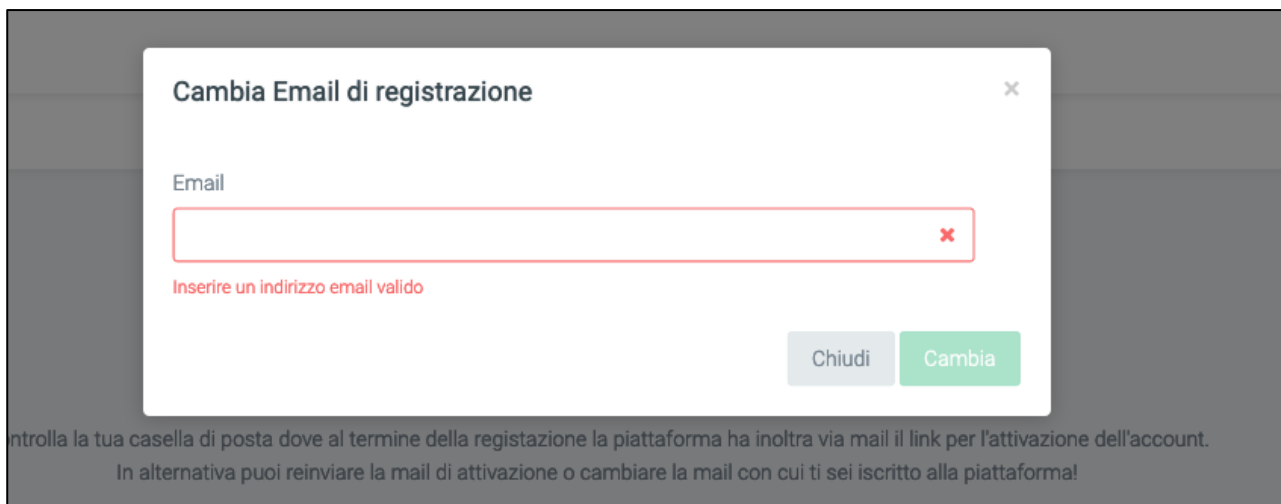 Cambia Email di registrazione
×
Email
Inserire un indirizzo email valido
Chiudi Cambia
ntrolla la tua casella di posta dove al termine della registazione la piattaforma ha inoltra via mail il link per l'attivazione dell'account.
In alternativa puoi reinviare la mail di attivazione o cambiare la mail con cui ti sei iscritto alla piattaforma!